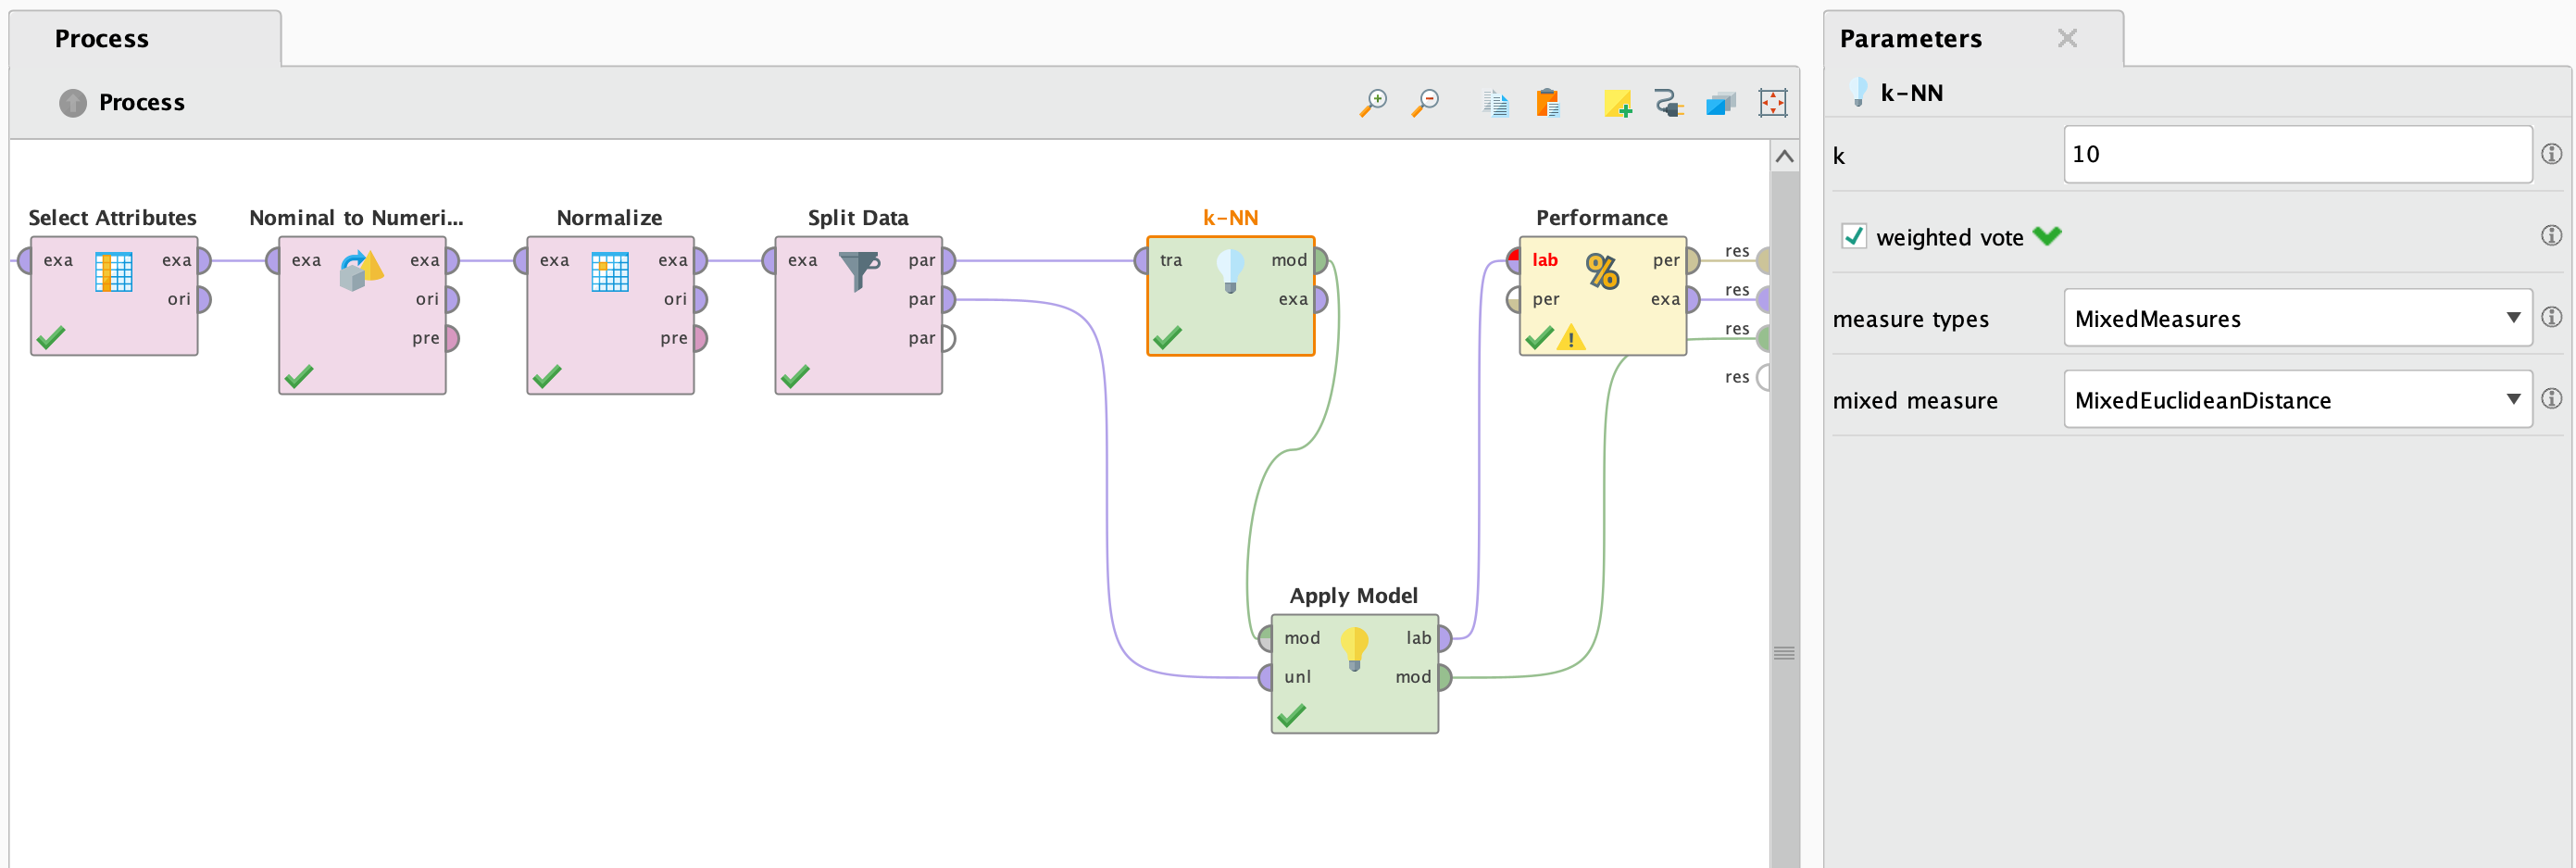 Process
Process
Select Attributes
exa
exa
ori
Nominal to Numeri...
exa
exa
ori
pre
Normalize
exa
exa
ori
pre
Split Data
exa
par
par
par
k-NN
tra
mod
exa
Performance
lab
per
per
exa
%
!
res
res
res
res
Apply Model
mod
lab
unl
mod
Parameters
k-NN
k
10
weighted vote
measure types
MixedMeasures
mixed measure
MixedEuclideanDistance